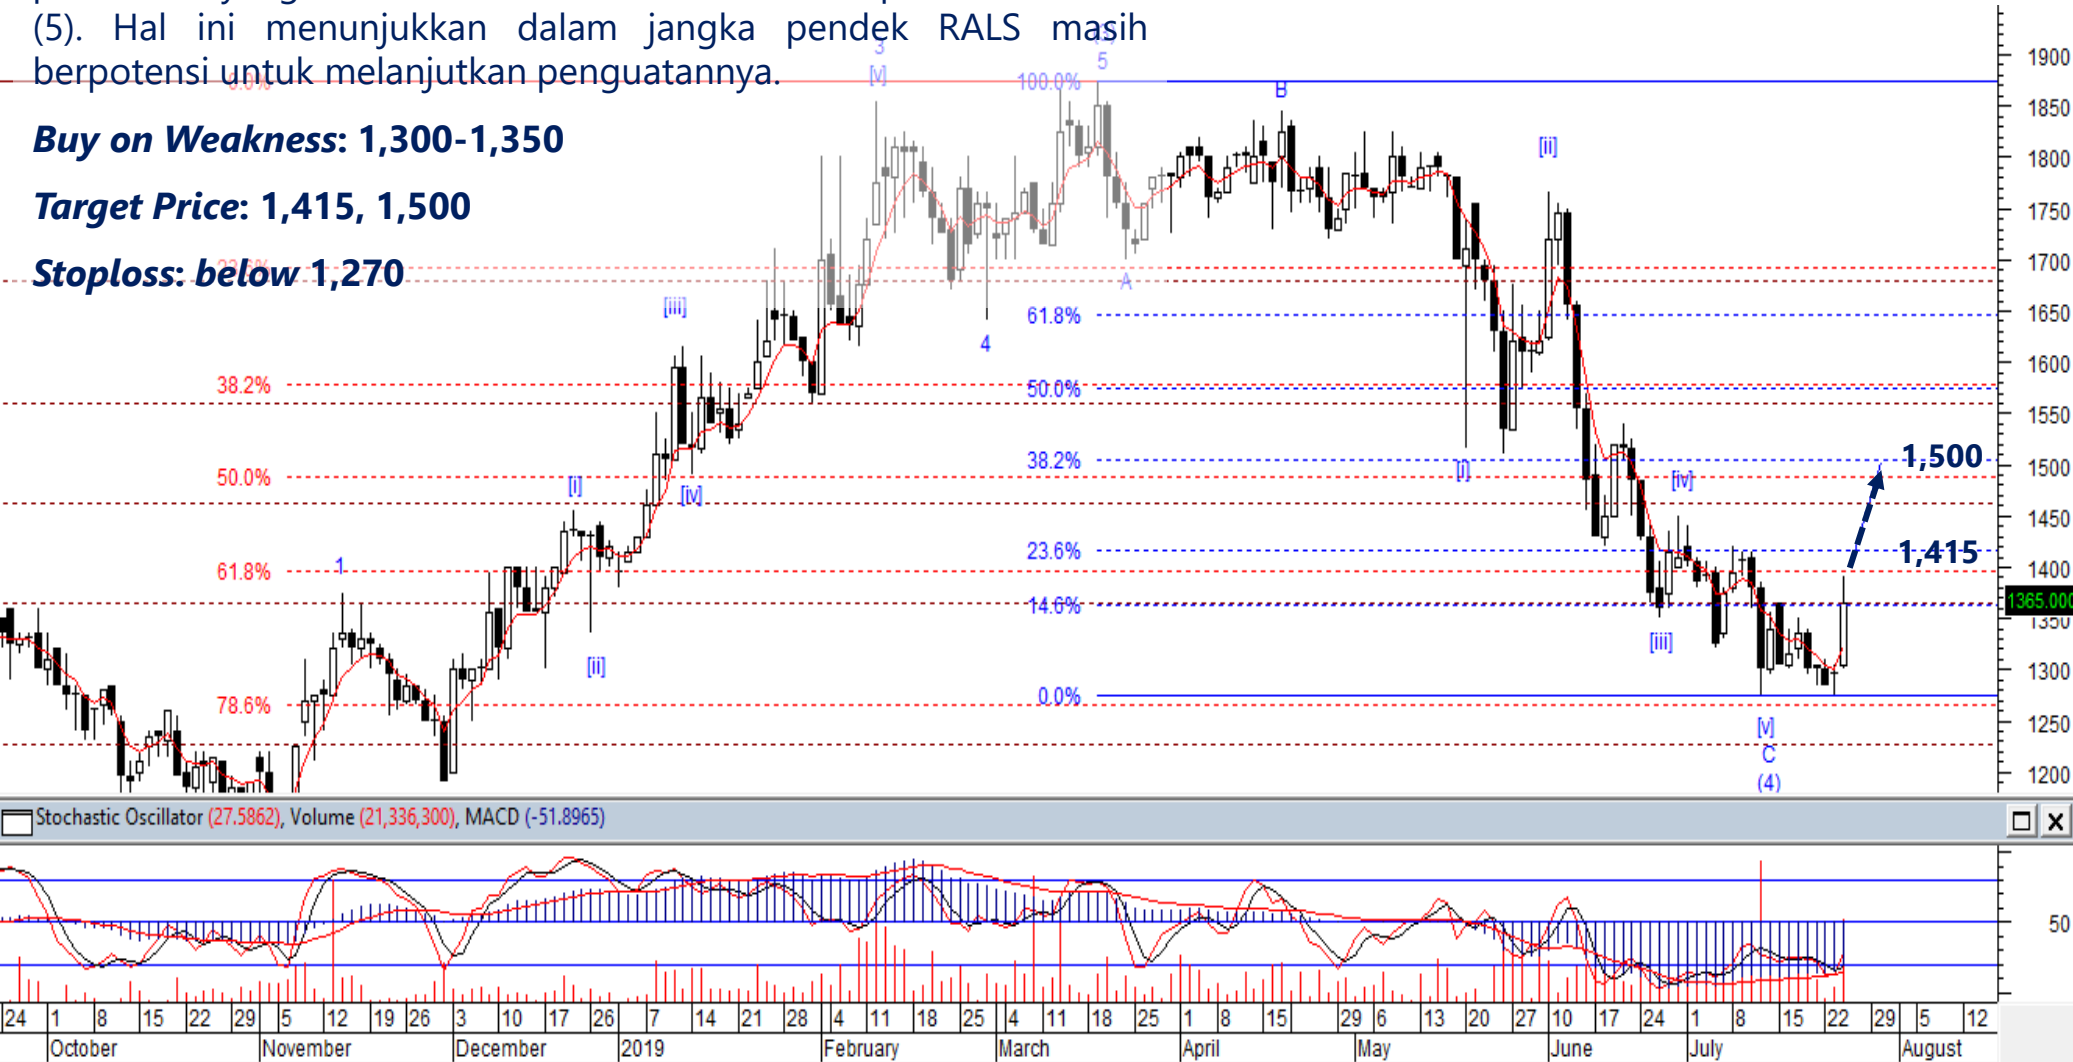 (5). Hal ini menunjukkan dalam jangka pendek RALS masih
berpotensi untuk melanjutkan penguatannya.
Buy on Weakness: 1,300-1,350
Target Price: 1,415, 1,500
Stoploss: below 1,270
0.0%
38.2%
50.0%
61.8%
78.6%
100.0%
61.8%
50.0%
38.2%
23.6%
14.6%
0.0%
1
[i]
[ii]
[iii]
[iv]
3
[v]
4
5
A
B
[i]
[ii]
[iii]
[iv]
[v]
C
(4)
1,500
1,415
1900
1850
1800
1750
1700
1650
1600
1550
1500
1450
1400
1365.000
1350
1300
1250
1200
Stochastic Oscillator (27.5862), Volume (21,336,300), MACD (-51.8965)
50
24 1 8 15 22 29 5 12 19 26 3 10 17 26 7 14 21 28 4 11 18 25 4 11 18 25 1 8 15 29 6 13 20 27 10 17 24 1 8 15 22 29 5 12
October November December 2019 February March April May June July August